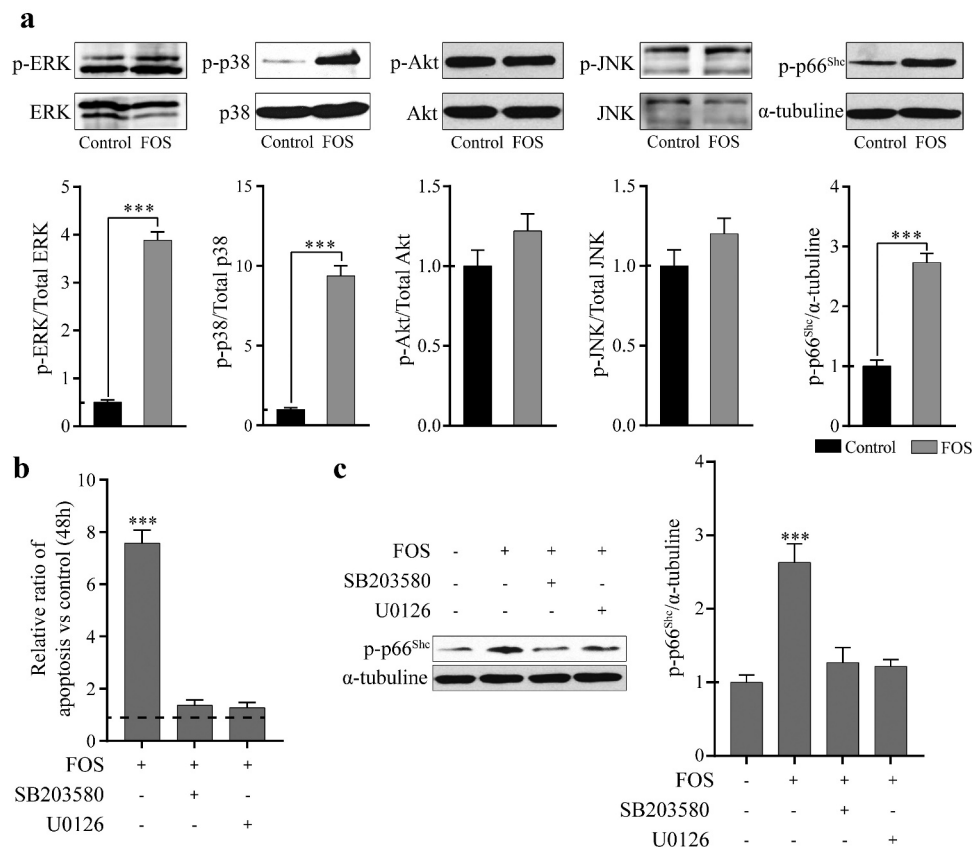 a
p-ERK
ERK
Control FOS
p-p38
p38
Control FOS
p-Akt
Akt
Control FOS
p-JNK
JNK
Control FOS
p-p66Shc
α-tubuline
Control FOS
p-ERK/Total ERK
5
4
3
2
1
0
***
p-p38/Total p38
15
10
5
0
***
p-Akt/Total Akt
1.5
1.0
0.5
0.0
p-JNK/Total JNK
1.5
1.0
0.5
0.0
p-p66Shc/α-tubuline
4
3
2
1
0
***
Control FOS
b
Relative ratio of
apoptosis vs control (48h)
10
8
6
4
2
0
***
FOS + + +
SB203580 - + -
U0126 - - +
c
FOS - + + +
SB203580 - - + -
U0126 - - - +
p-p66Shc
α-tubuline
p-p66Shc/α-tubuline
4
3
2
1
0
***
FOS - + + +
SB203580 - - + -
U0126 - - - +